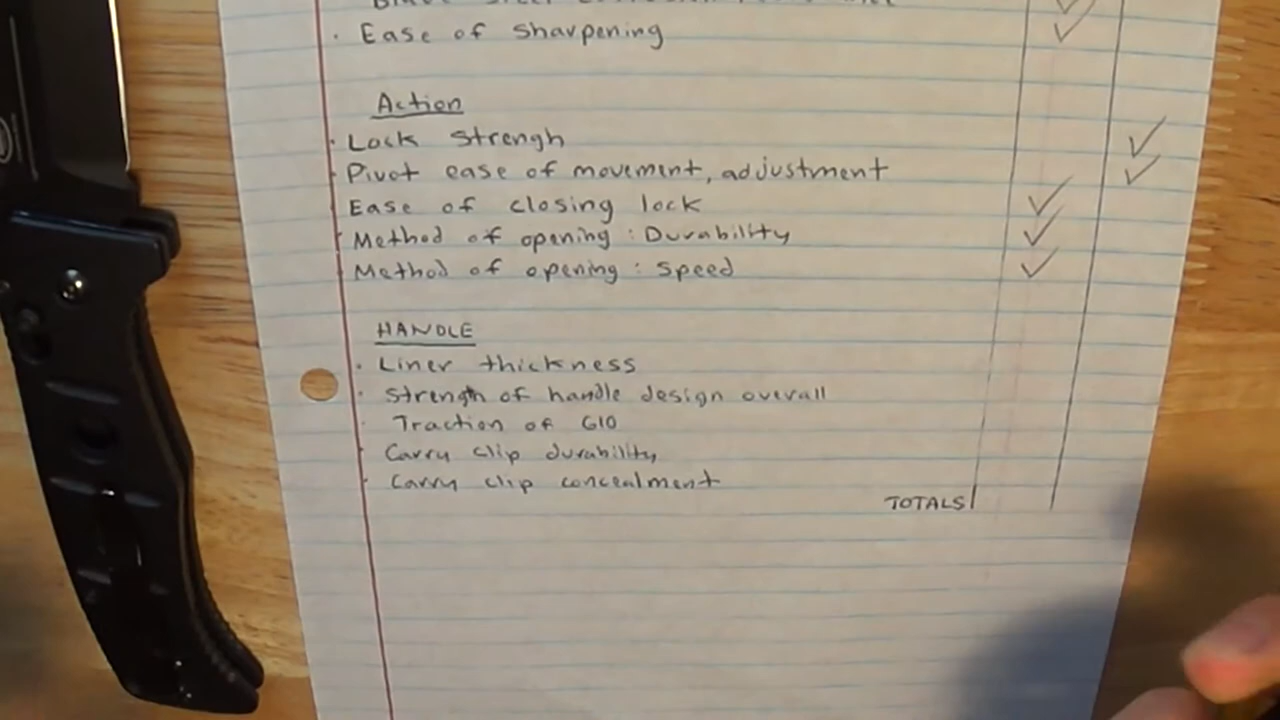 · Ease of Sharpening
Action
· Lock Strengh
· Pivot ease of movement, adjustment
Ease of closing lock
· Method of opening : Durability
· Method of opening : Speed
HANDLE
· Liner thickness
· Strength of handle design overall
· Traction of G10
· Carry clip durability
· Carry clip concealment
TOTALS